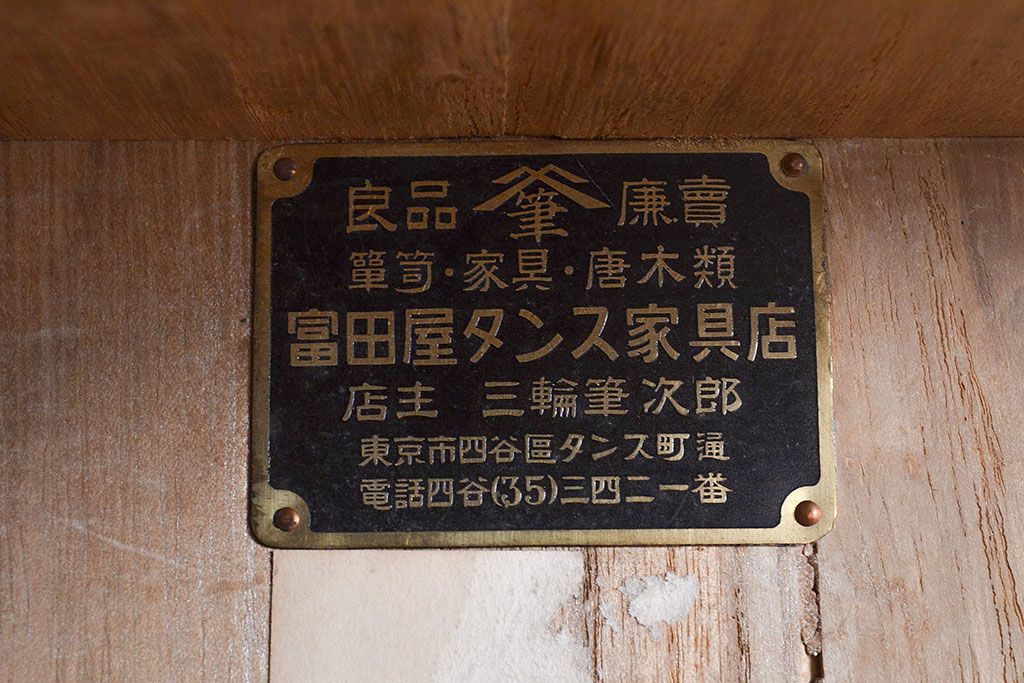 良品 筆 廉賣
簞笥・家具・唐木類
富田屋タンス家具店
店主 三輪筆次郎
東京市四谷區タンス町通
電話四谷(35)三四二一番